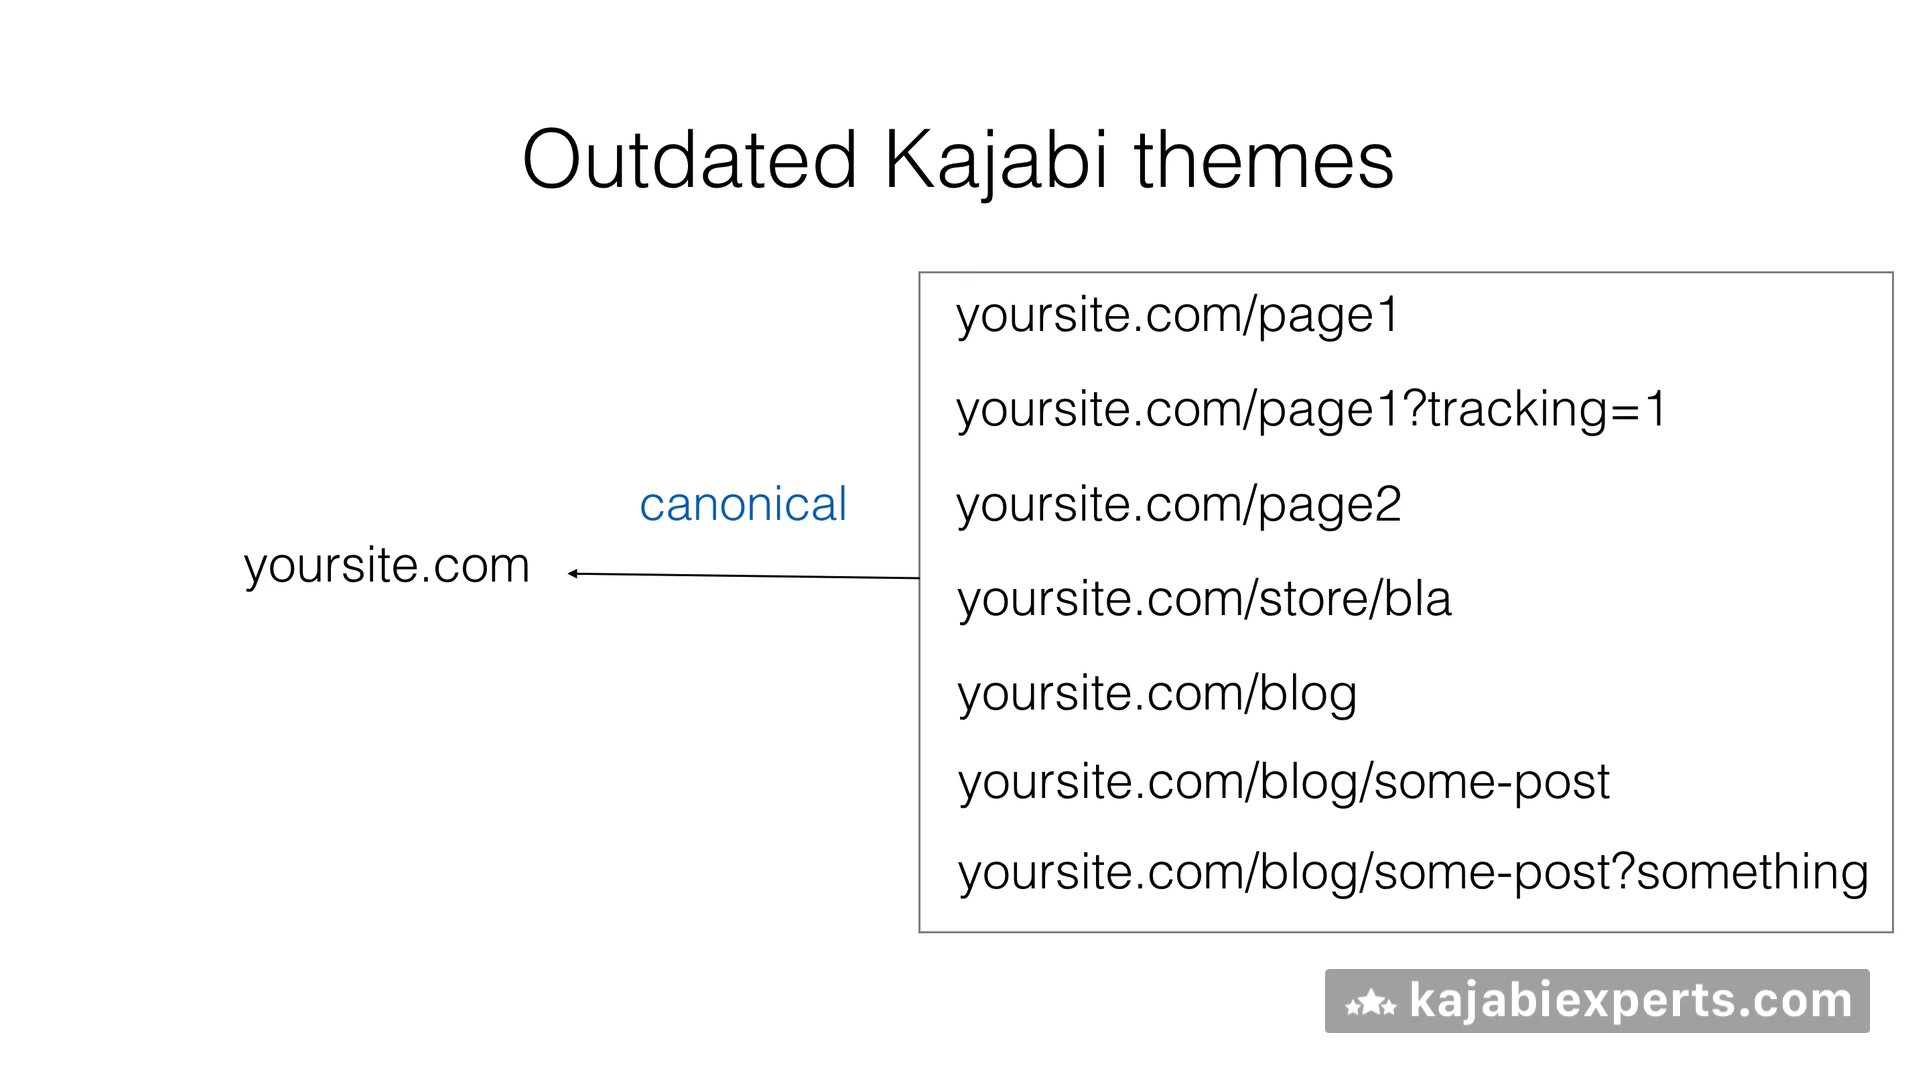 Outdated Kajabi themes
yoursite.com
canonical
yoursite.com/page1
yoursite.com/page1?tracking=1
yoursite.com/page2
yoursite.com/store/bla
yoursite.com/blog
yoursite.com/blog/some-post
yoursite.com/blog/some-post?something
kajabiexperts.com